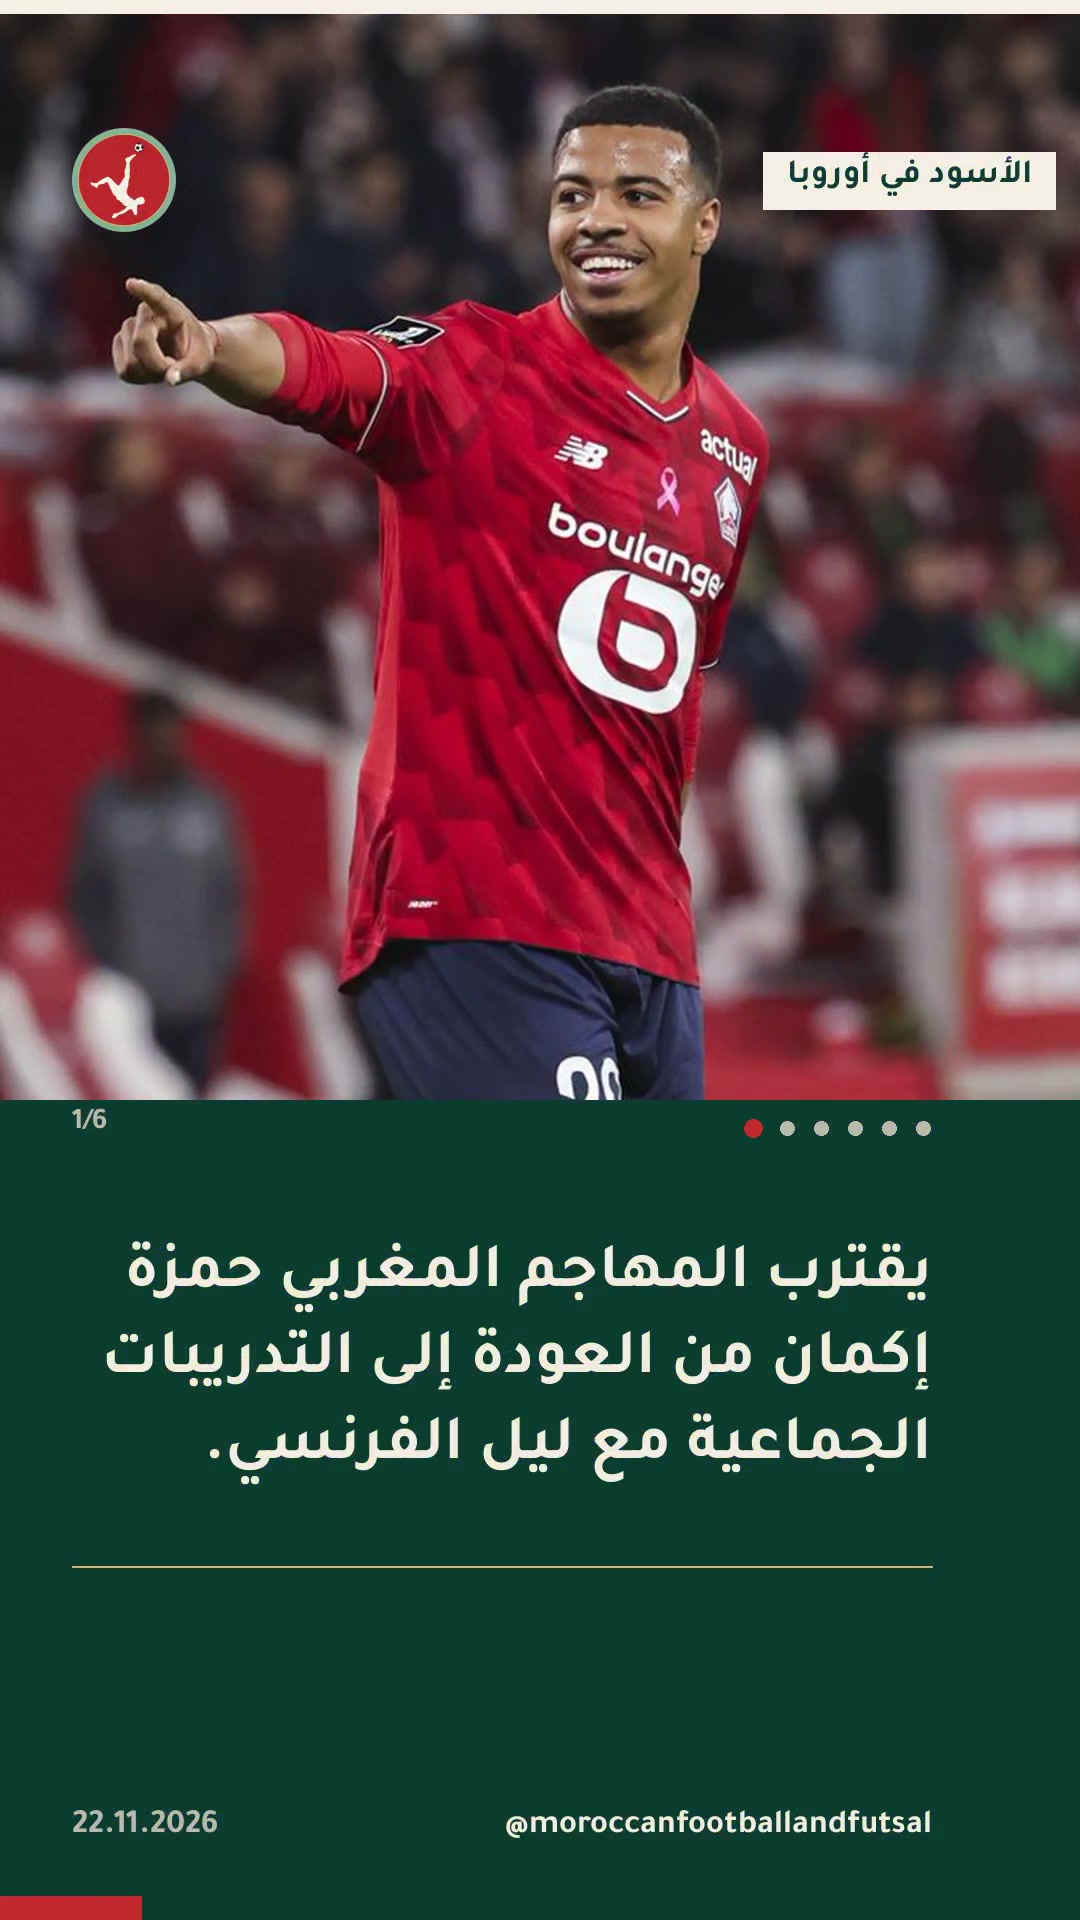 الأسود في أوروبا
actual
boulanger
1/6
يقترب المهاجم المغربي حمزة
إكمان من العودة إلى التدريبات
الجماعية مع ليل الفرنسي.
22.11.2026
@moroccanfootballandfutsal